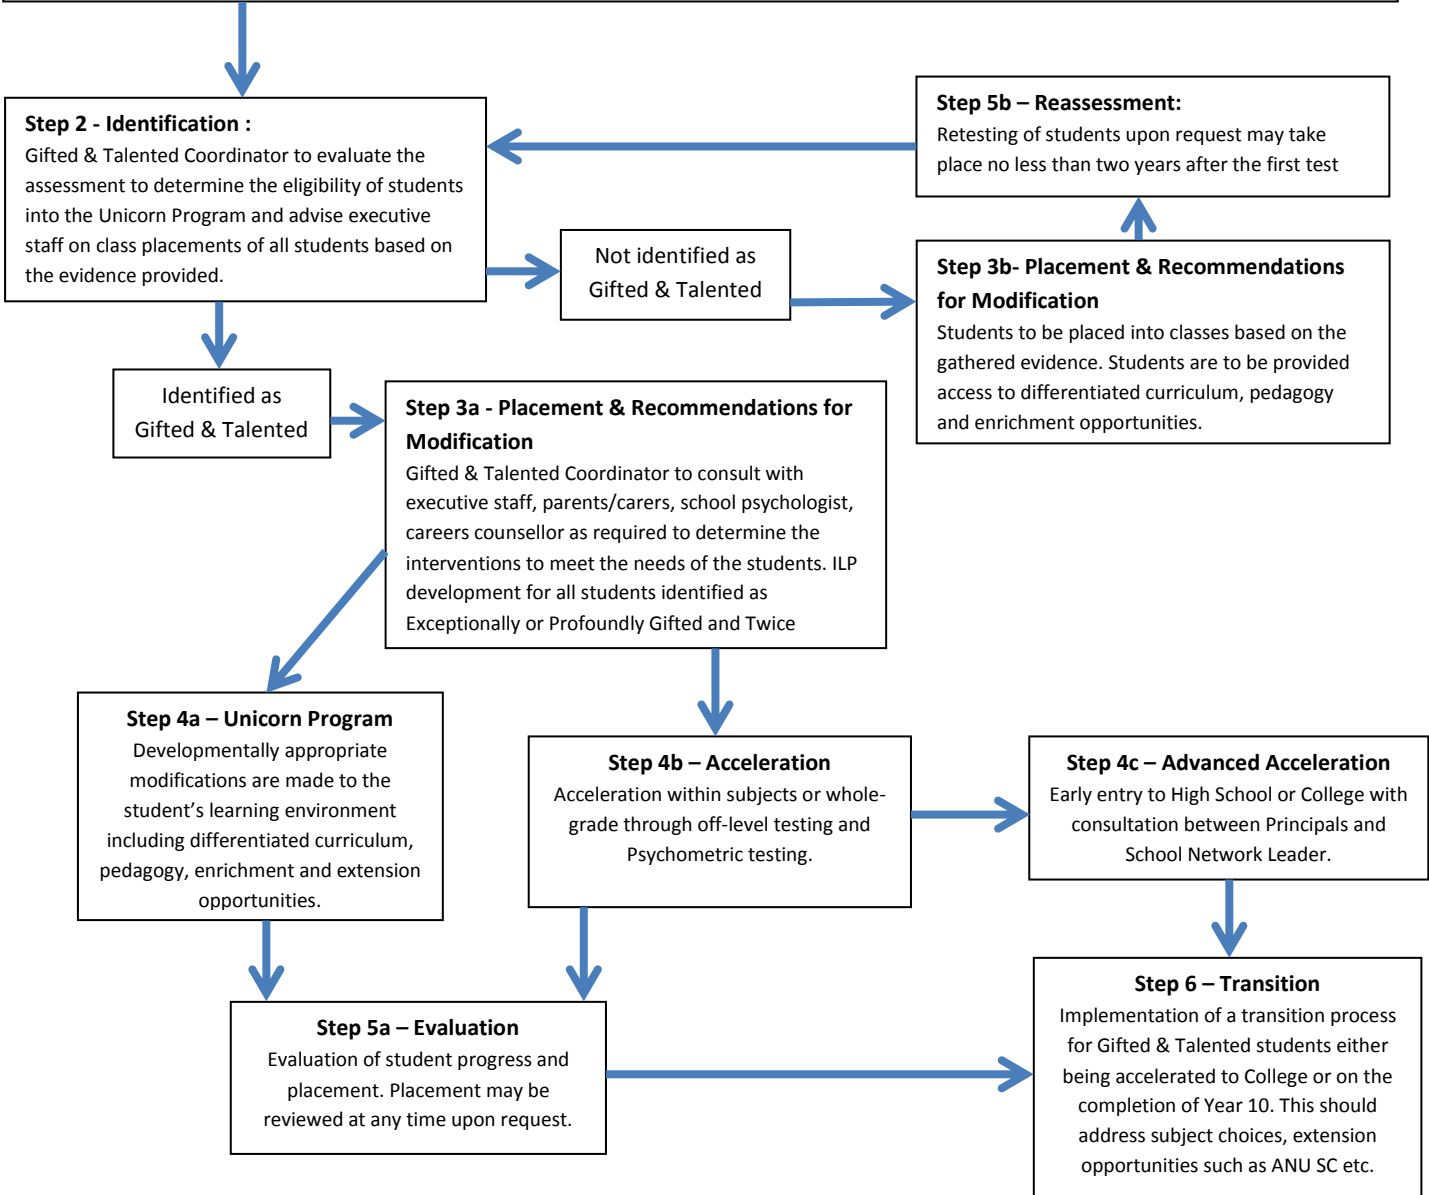 Step 2 - Identification :
Gifted & Talented Coordinator to evaluate the
assessment to determine the eligibility of students
into the Unicorn Program and advise executive
staff on class placements of all students based on
the evidence provided.
Step 5b – Reassessment:
Retesting of students upon request may take
place no less than two years after the first test
Not identified as
Gifted & Talented
Step 3b- Placement & Recommendations
for Modification
Students to be placed into classes based on the
gathered evidence. Students are to be provided
access to differentiated curriculum, pedagogy
and enrichment opportunities.
Identified as
Gifted & Talented
Step 3a - Placement & Recommendations for
Modification
Gifted & Talented Coordinator to consult with
executive staff, parents/carers, school psychologist,
careers counsellor as required to determine the
interventions to meet the needs of the students. ILP
development for all students identified as
Exceptionally or Profoundly Gifted and Twice
Step 4a – Unicorn Program
Developmentally appropriate
modifications are made to the
student’s learning environment
including differentiated curriculum,
pedagogy, enrichment and extension
opportunities.
Step 4b – Acceleration
Acceleration within subjects or whole-
grade through off-level testing and
Psychometric testing.
Step 4c – Advanced Acceleration
Early entry to High School or College with
consultation between Principals and
School Network Leader.
Step 5a – Evaluation
Evaluation of student progress and
placement. Placement may be
reviewed at any time upon request.
Step 6 – Transition
Implementation of a transition process
for Gifted & Talented students either
being accelerated to College or on the
completion of Year 10. This should
address subject choices, extension
opportunities such as ANU SC etc.